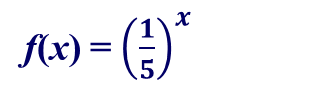 f(x) = (1/5)^x